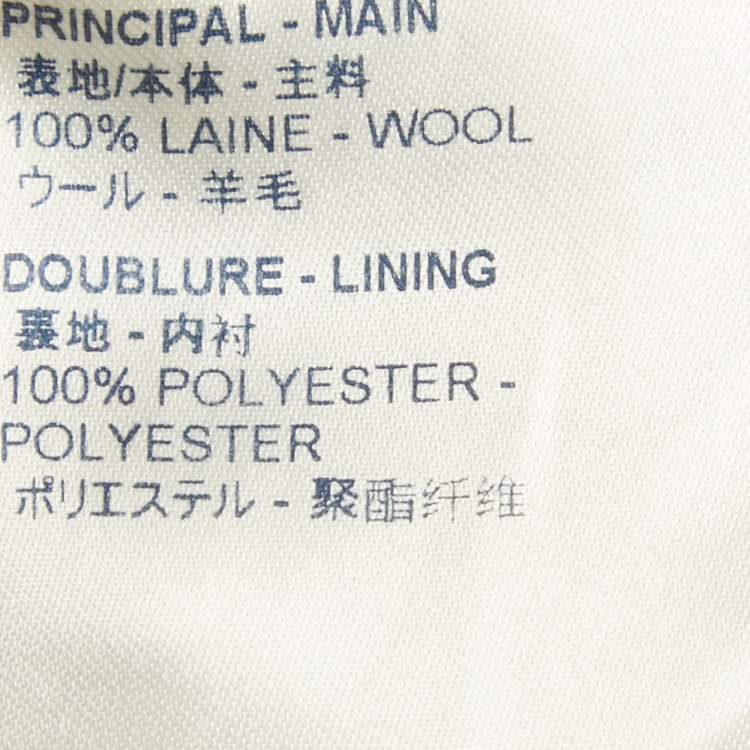 PRINCIPAL - MAIN
表地/本体 - 主料
100% LAINE - WOOL
ウール - 羊毛
DOUBLURE - LINING
裏地 - 内衬
100% POLYESTER -
POLYESTER
ポリエステル - 聚酯纤维